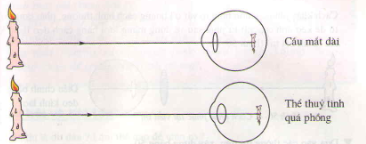 Cầu mắt dài
Thể thuỷ tinh
quá phồng